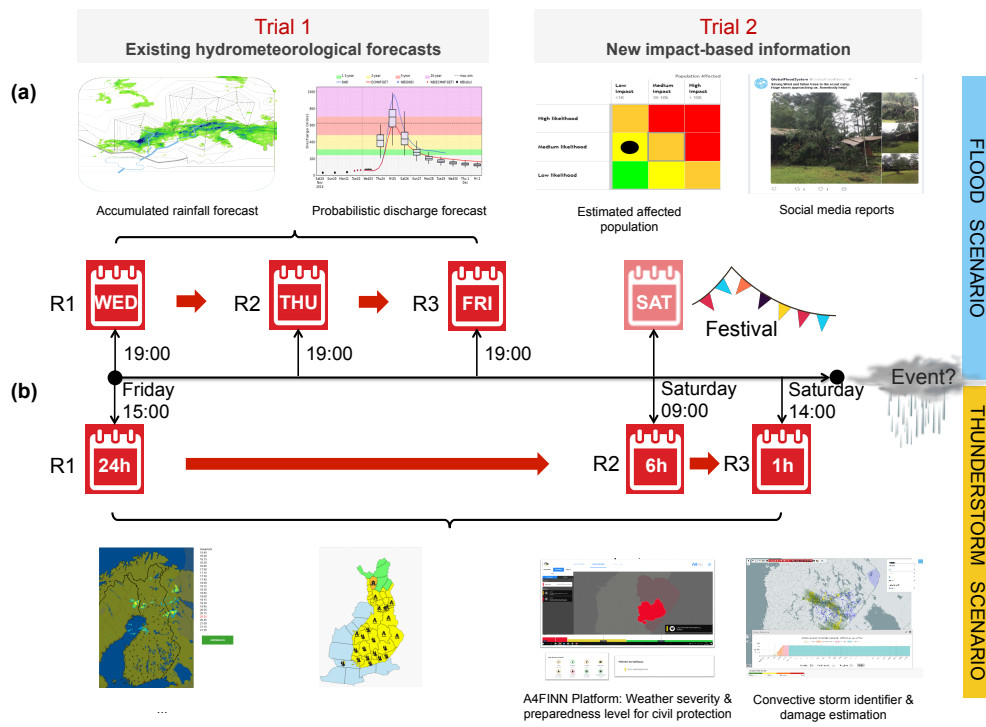 Trial 1
Existing hydrometeorological forecasts
Trial 2
New impact-based information
(a)
Population Affected
Low impact
Medium impact
High impact
High likelihood
Medium likelihood
Low likelihood
GlobalFloodSystem
Accumulated rainfall forecast
Probabilistic discharge forecast
Estimated affected
population
Social media reports
FLOOD SCENARIO
R1
WED
R2
THU
R3
FRI
SAT
Festival
19:00
19:00
19:00
Event?
(b)
Friday
15:00
Saturday
09:00
Saturday
14:00
R1
24h
R2
6h
R3
1h
THUNDERSTORM SCENARIO
...
A4FINN Platform: Weather severity &
preparedness level for civil protection
Convective storm identifier &
damage estimation